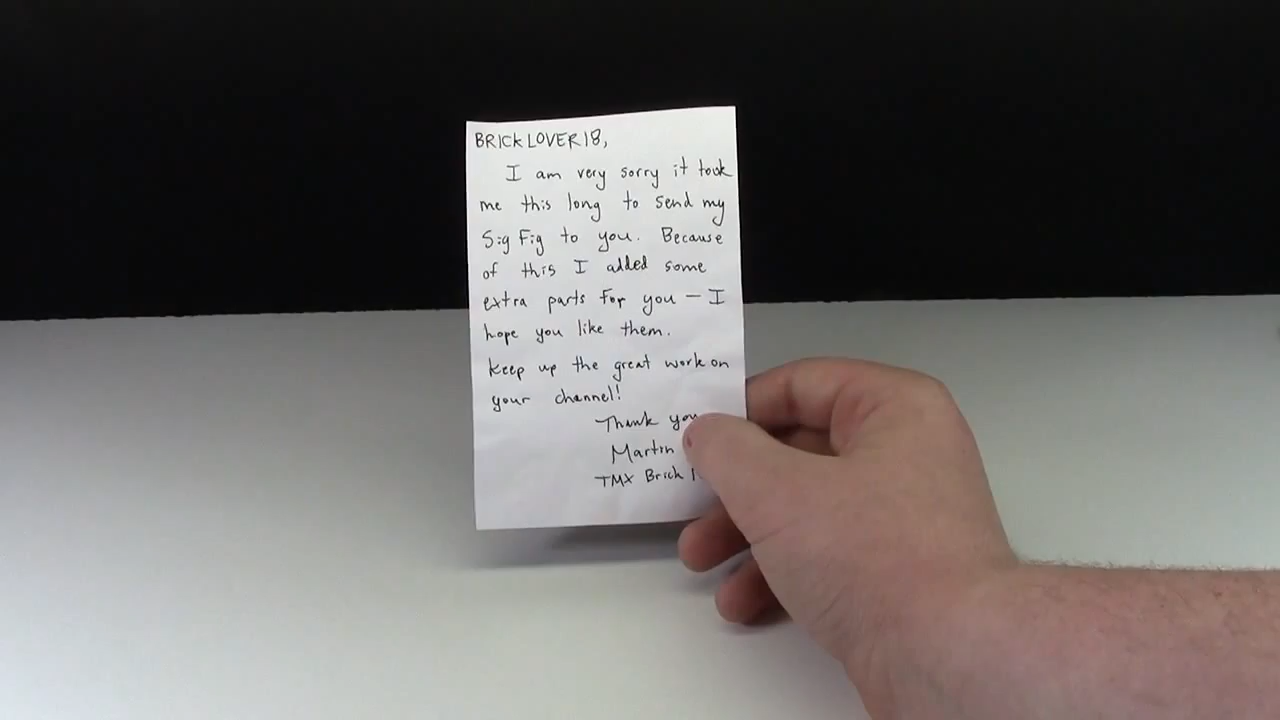 BRICKLOVER18,
I am very sorry it took
me this long to send my
Sig Fig to you. Because
of this I added some
extra parts for you – I
hope you like them.
Keep up the great work on
your channel!
Thank you
Martin
TMX Brick